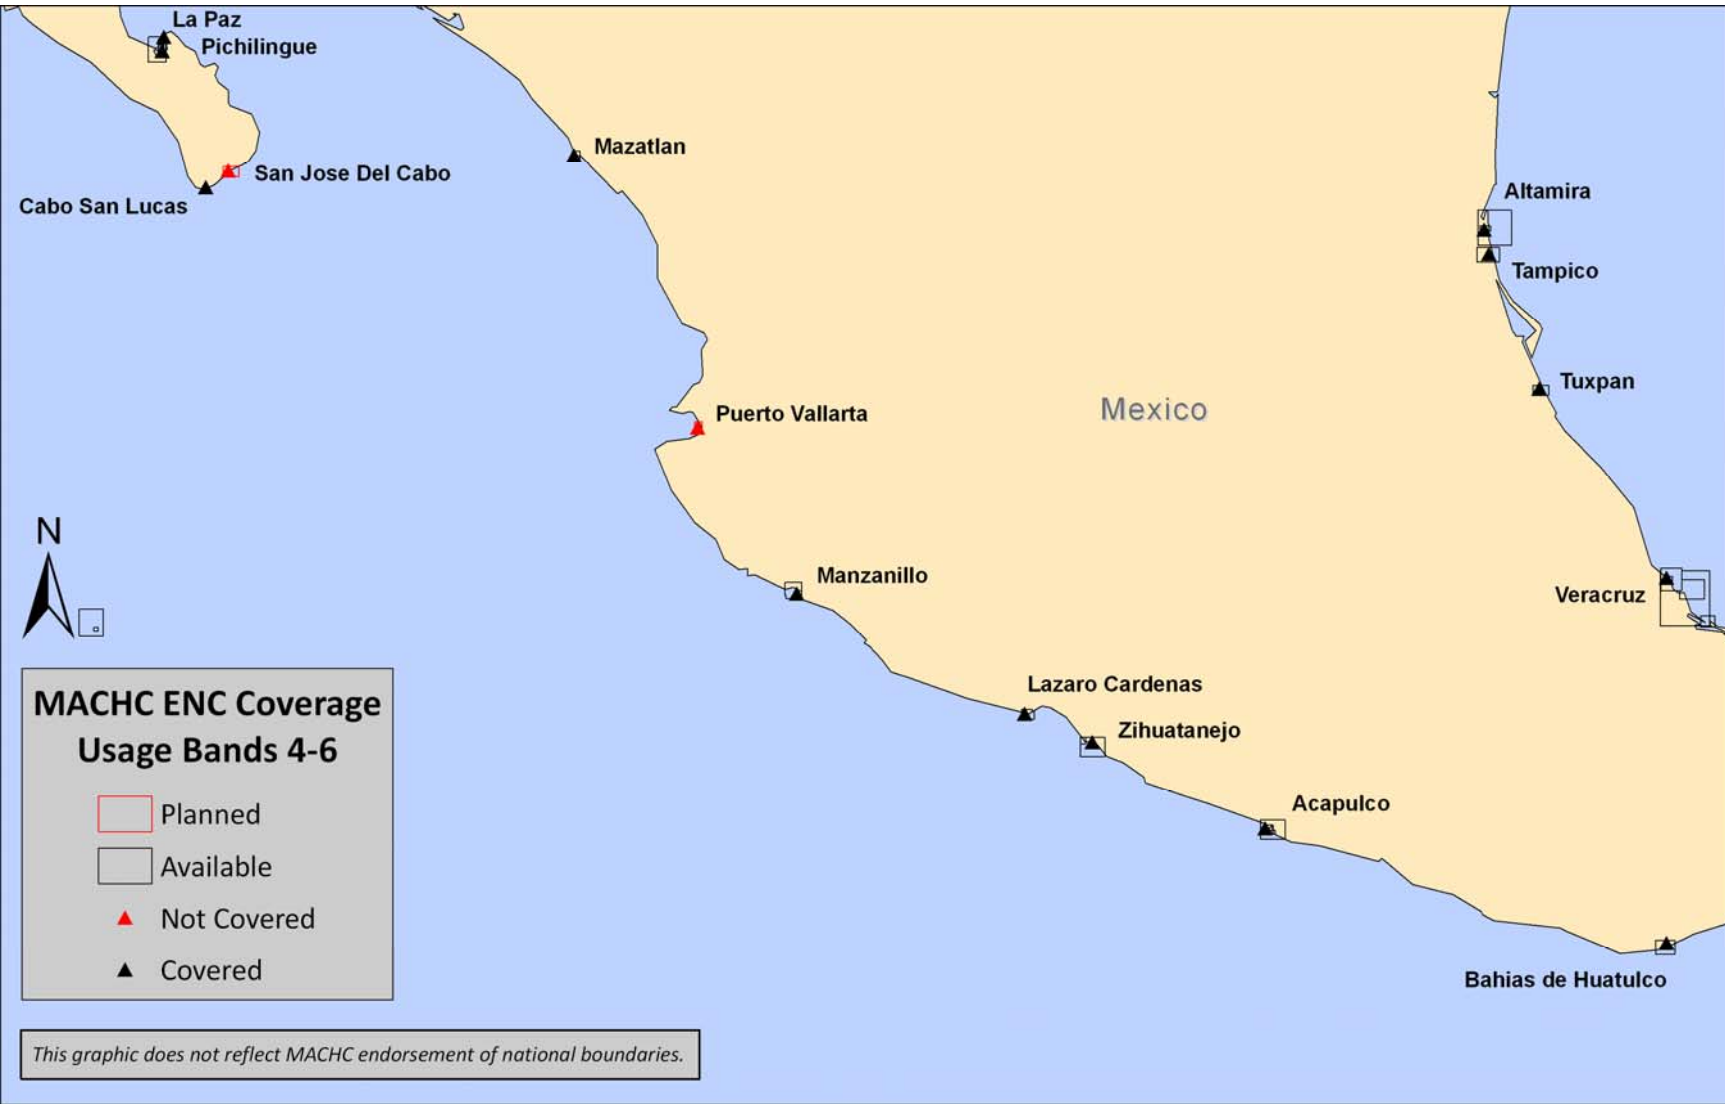 La Paz
Pichilingue
Mazatlan
San Jose Del Cabo
Cabo San Lucas
Altamira
Tampico
Tuxpan
Puerto Vallarta
Mexico
N
Manzanillo
Veracruz
Lazaro Cardenas
Zihuatanejo
Acapulco
Bahias de Huatulco
MACHC ENC Coverage
Usage Bands 4-6
Planned
Available
Not Covered
Covered
This graphic does not reflect MACHC endorsement of national boundaries.